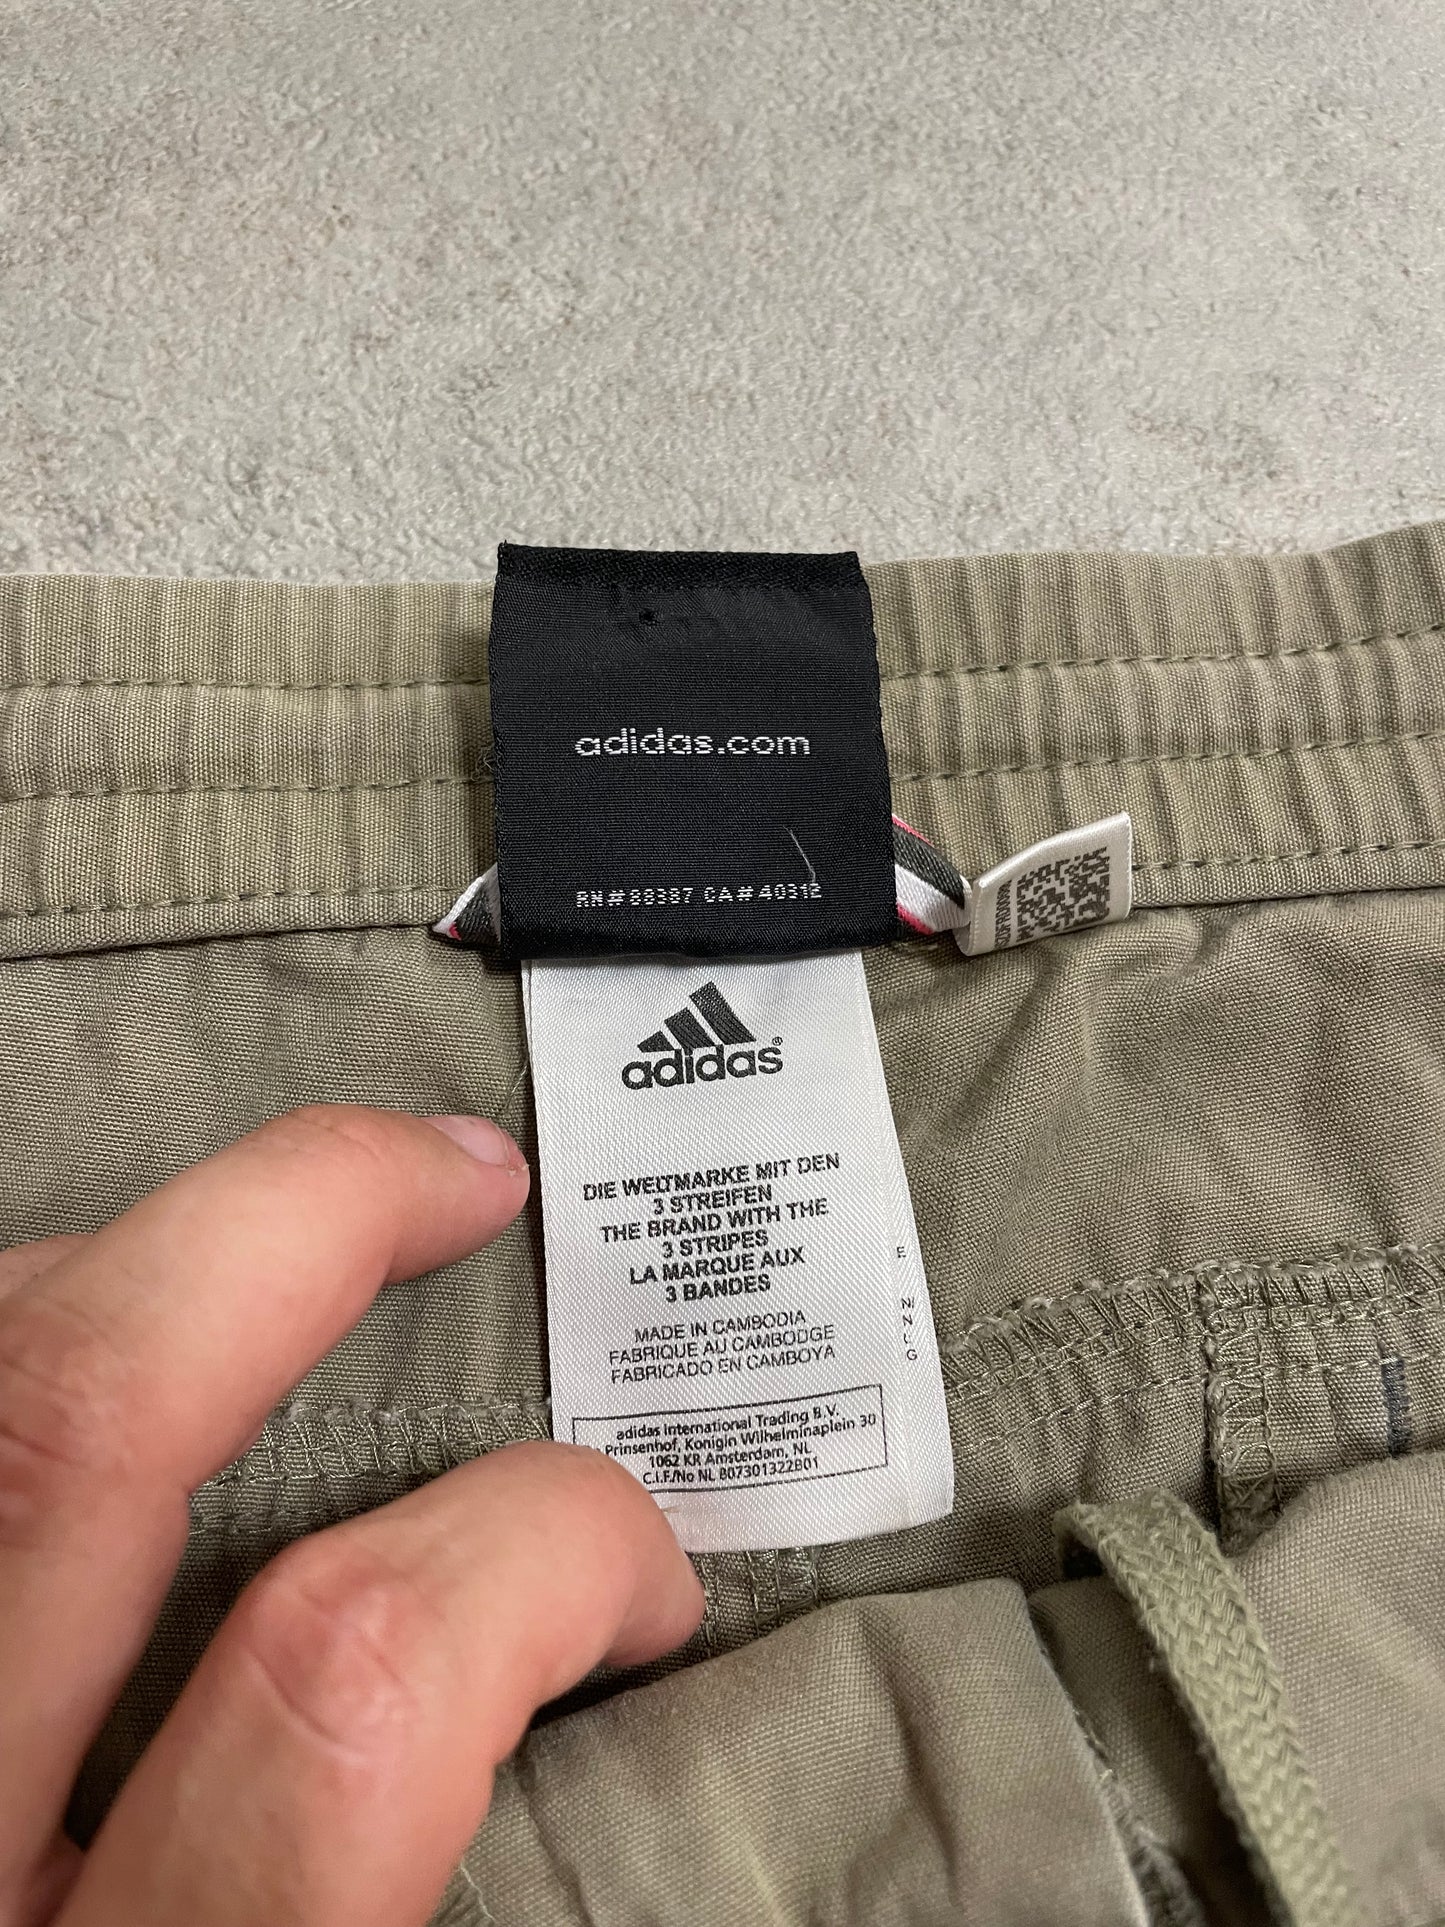 adidas.com
RN#88387 CA#40312
adidas®
DIE WELTMARKE MIT DEN
3 STREIFEN
THE BRAND WITH THE
3 STRIPES
LA MARQUE AUX
3 BANDES
MADE IN CAMBODIA
FABRIQUE AU CAMBODGE
FABRICADO EN CAMBOYA
adidas International Trading B.V.
Prinsenhof, Konigin Wilhelminaplein 30
1062 KR Amsterdam, NL
C.I.F./No NL 807301322B01